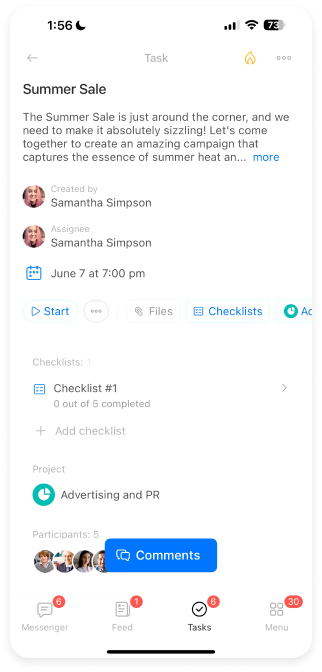 1:56
73
Task
Summer Sale
The Summer Sale is just around the corner, and we
need to make it absolutely sizzling! Let's come
together to create an amazing campaign that
captures the essence of summer heat an... more
Created by
Samantha Simpson
Assignee
Samantha Simpson
June 7 at 7:00 pm
Start Files Checklists
Checklists: 1
Checklist #1
0 out of 5 completed
Add checklist
Project
Advertising and PR
Participants: 5
Comments
6 1 6 30
Messenger Feed Tasks Menu